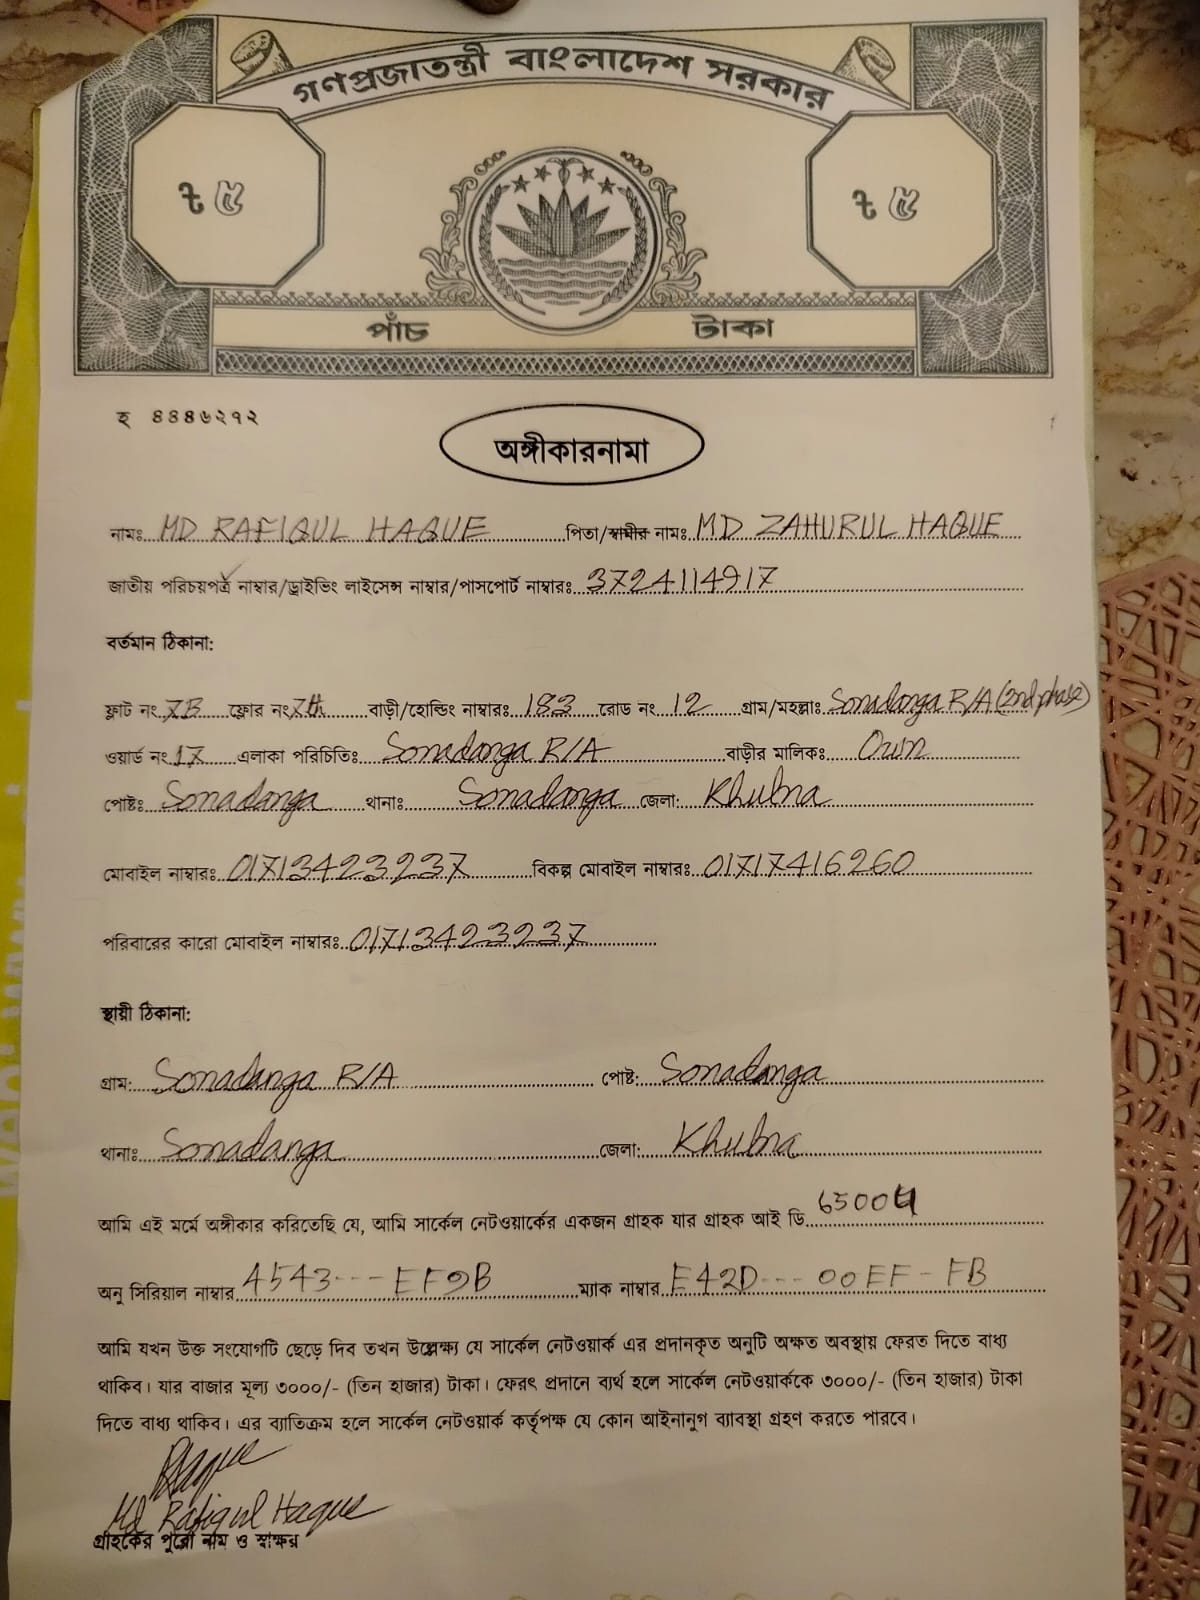 গণপ্রজাতন্ত্রী বাংলাদেশ সরকার
৳ ৫ ৳ ৫
পাঁচ টাকা
হ ৪৪৪৬২৭২
অঙ্গীকারনামা
নামঃ MD RAFIQUL HAQUE পিতা/স্বামীর নামঃ MD ZAHURUL HAQUE
জাতীয় পরিচয়পত্র নাম্বার/ড্রাইভিং লাইসেন্স নাম্বার/পাসপোর্ট নাম্বারঃ 3724114917
বর্তমান ঠিকানা:
ফ্লাট নং 7B ফ্লোর নং 7th বাড়ী/হোল্ডিং নাম্বারঃ 183 রোড নং 12 গ্রাম/মহল্লাঃ Sonadanga R/A (2nd phase)
ওয়ার্ড নং 17 এলাকা পরিচিতিঃ Sonadanga R/A বাড়ীর মালিকঃ Own
পোষ্টঃ Sonadanga থানাঃ Sonadanga জেলা: Khulna
মোবাইল নাম্বারঃ 01713423237 বিকল্প মোবাইল নাম্বারঃ 01717416260
পরিবারের কারো মোবাইল নাম্বারঃ 01713423237
স্থায়ী ঠিকানা:
গ্রাম: Sonadanga R/A পোষ্ট: Sonadanga
থানাঃ Sonadanga জেলা: Khulna
আমি এই মর্মে অঙ্গীকার করিতেছি যে, আমি সার্কেল নেটওয়ার্কের একজন গ্রাহক যার গ্রাহক আই ডি 65004
অনু সিরিয়াল নাম্বার 4543---EF9B ম্যাক নাম্বার E42D---00EF-FB
আমি যখন উক্ত সংযোগটি ছেড়ে দিব তখন উল্লেক্ষ্য যে সার্কেল নেটওয়ার্ক এর প্রদানকৃত অনুটি অক্ষত অবস্থায় ফেরত দিতে বাধ্য
থাকিব। যার বাজার মূল্য ৩০০০/- (তিন হাজার) টাকা। ফেরৎ প্রদানে ব্যর্থ হলে সার্কেল নেটওয়ার্ককে ৩০০০/- (তিন হাজার) টাকা
দিতে বাধ্য থাকিব। এর ব্যাতিক্রম হলে সার্কেল নেটওয়ার্ক কর্তৃপক্ষ যে কোন আইনানুগ ব্যাবস্থা গ্রহণ করতে পারবে।
Md Rafiqul Haque
গ্রাহকের পুরো নাম ও স্বাক্ষর